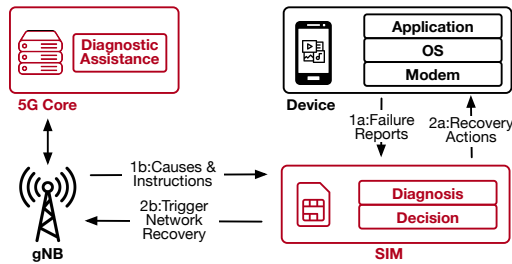 Diagnostic
Assistance
5G Core
Application
OS
Modem
Device
1a:Failure
Reports
2a:Recovery
Actions
1b:Causes &
Instructions
2b:Trigger
Network
Recovery
gNB
Diagnosis
Decision
SIM